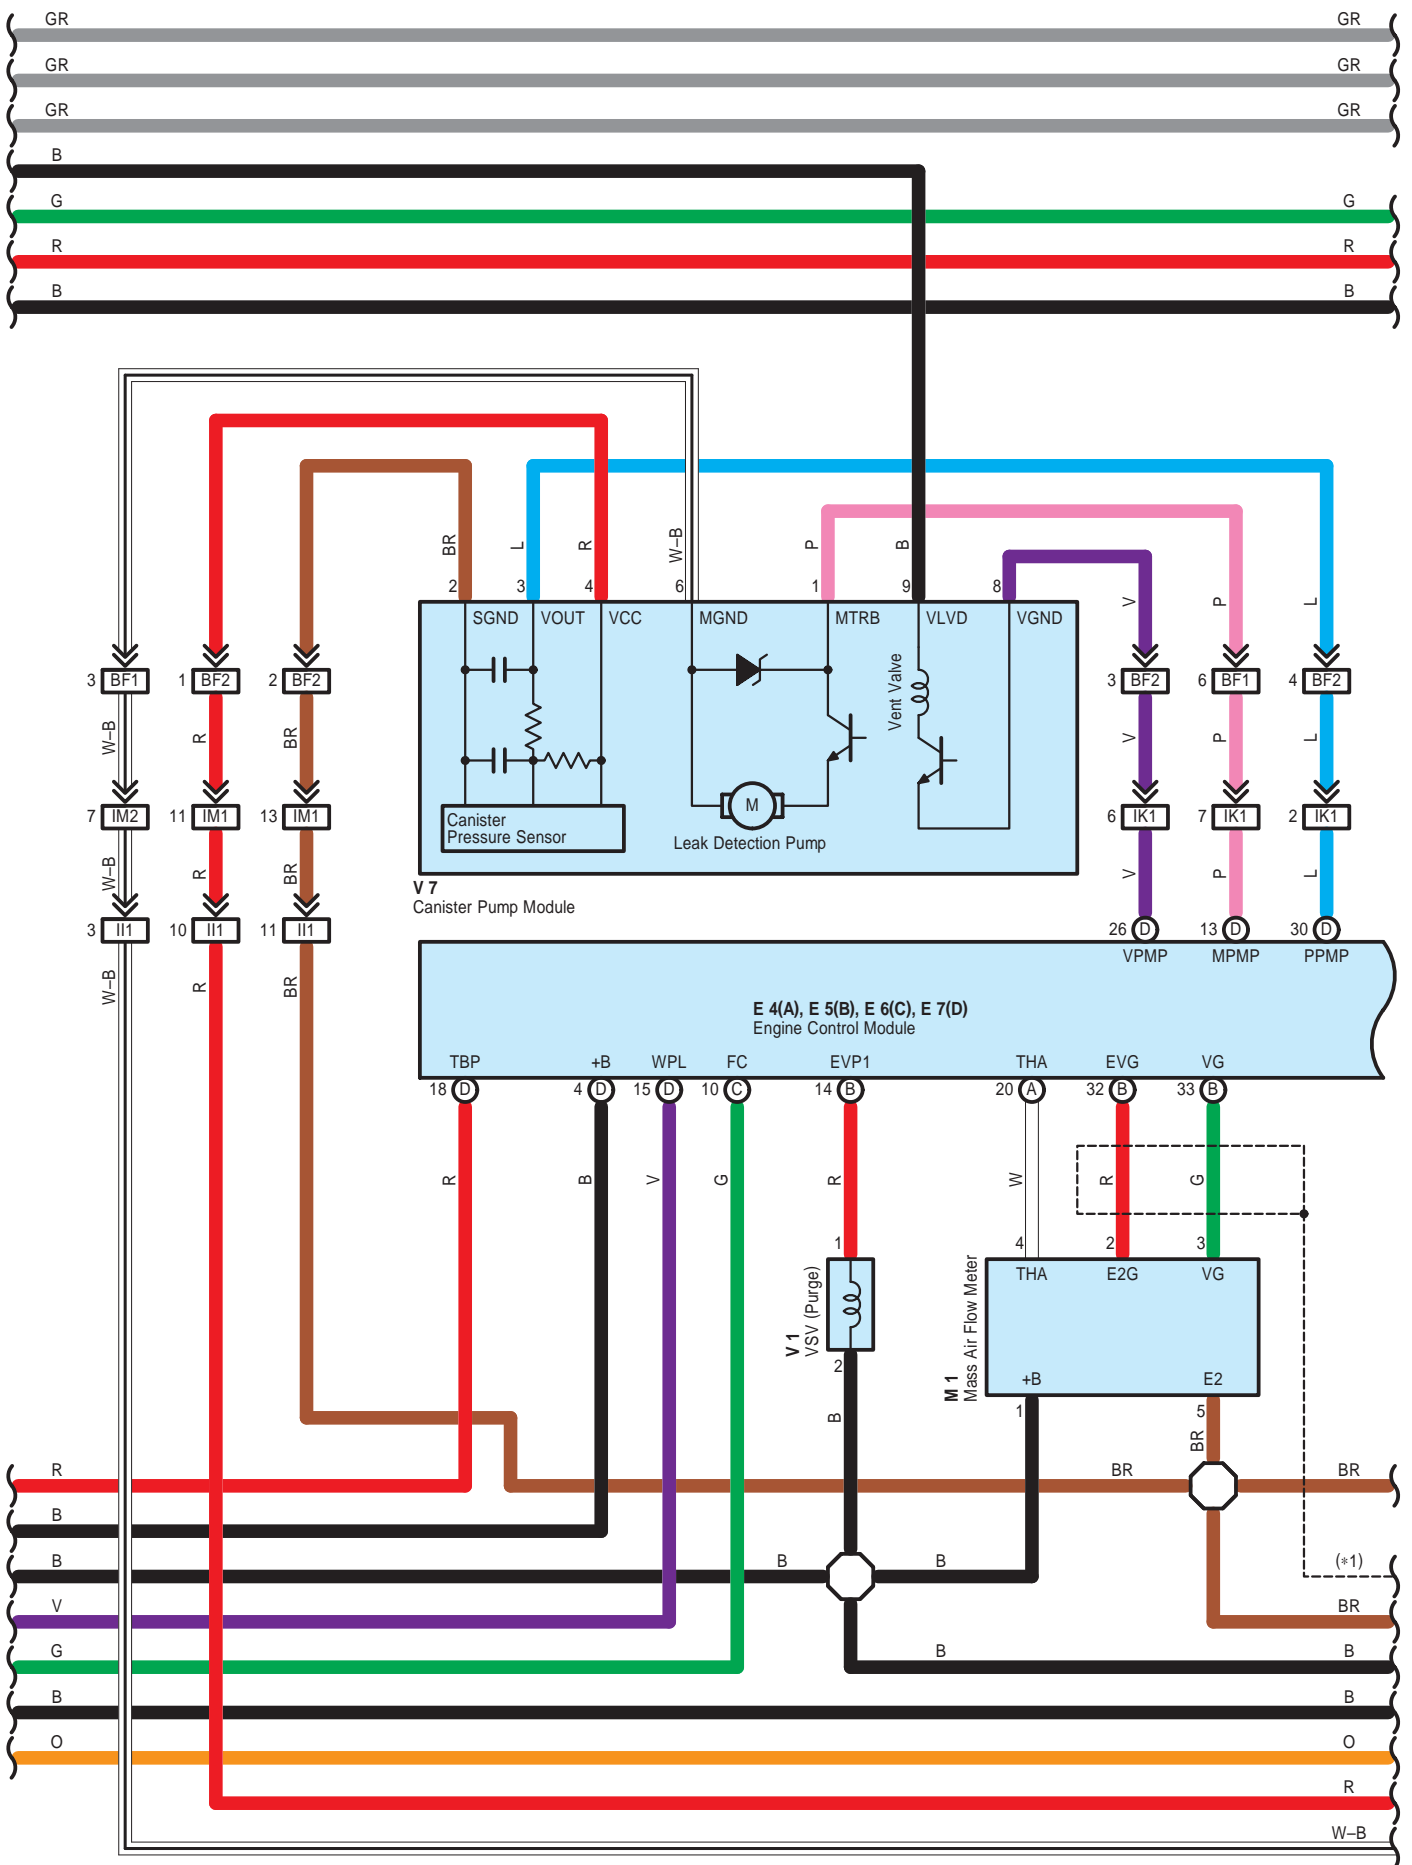 GR GR
GR GR
GR GR
B
G G
R R
B B
BR L R W–B P B
2 3 4 6 1 9 8 V P L
SGND VOUT VCC MGND MTRB VLVD VGND
Vent Valve
3 BF1 1 BF2 2 BF2 3 BF2 6 BF1 4 BF2
W–B R BR V P L
M
7 IM2 11 IM1 13 IM1 6 IK1 7 IK1 2 IK1
Canister
Pressure Sensor
Leak Detection Pump
W–B R BR V P L
V 7
Canister Pump Module
3 II1 10 II1 11 II1 26 D 13 D 30 D
VPMP MPMP PPMP
W–B R BR
E 4(A), E 5(B), E 6(C), E 7(D)
Engine Control Module
TBP +B WPL FC EVP1 THA EVG VG
18 D 4 D 15 D 10 C 14 B 20 A 32 B 33 B
R B V G R W R G
1 4 2 3
THA E2G VG
V 1
VSV (Purge)
M 1
Mass Air Flow Meter
2 +B E2
B 1 5
BR
R BR BR
B
B B B (*1)
V BR
G B B
B B
O O
R
W–B